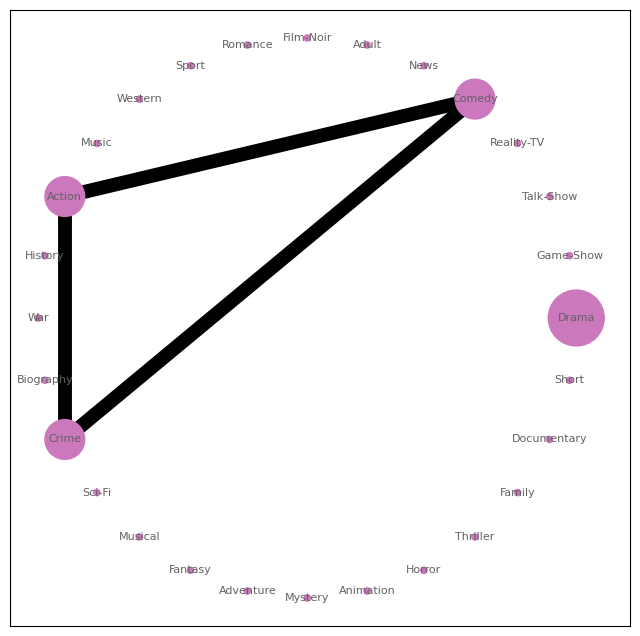 Film-Noir
Romance
Adult
Sport
News
Western
Comedy
Music
Reality-TV
Action
Talk-Show
History
Game-Show
War
Drama
Biography
Short
Crime
Documentary
Sci-Fi
Family
Musical
Thriller
Fantasy
Horror
Adventure
Animation
Mystery